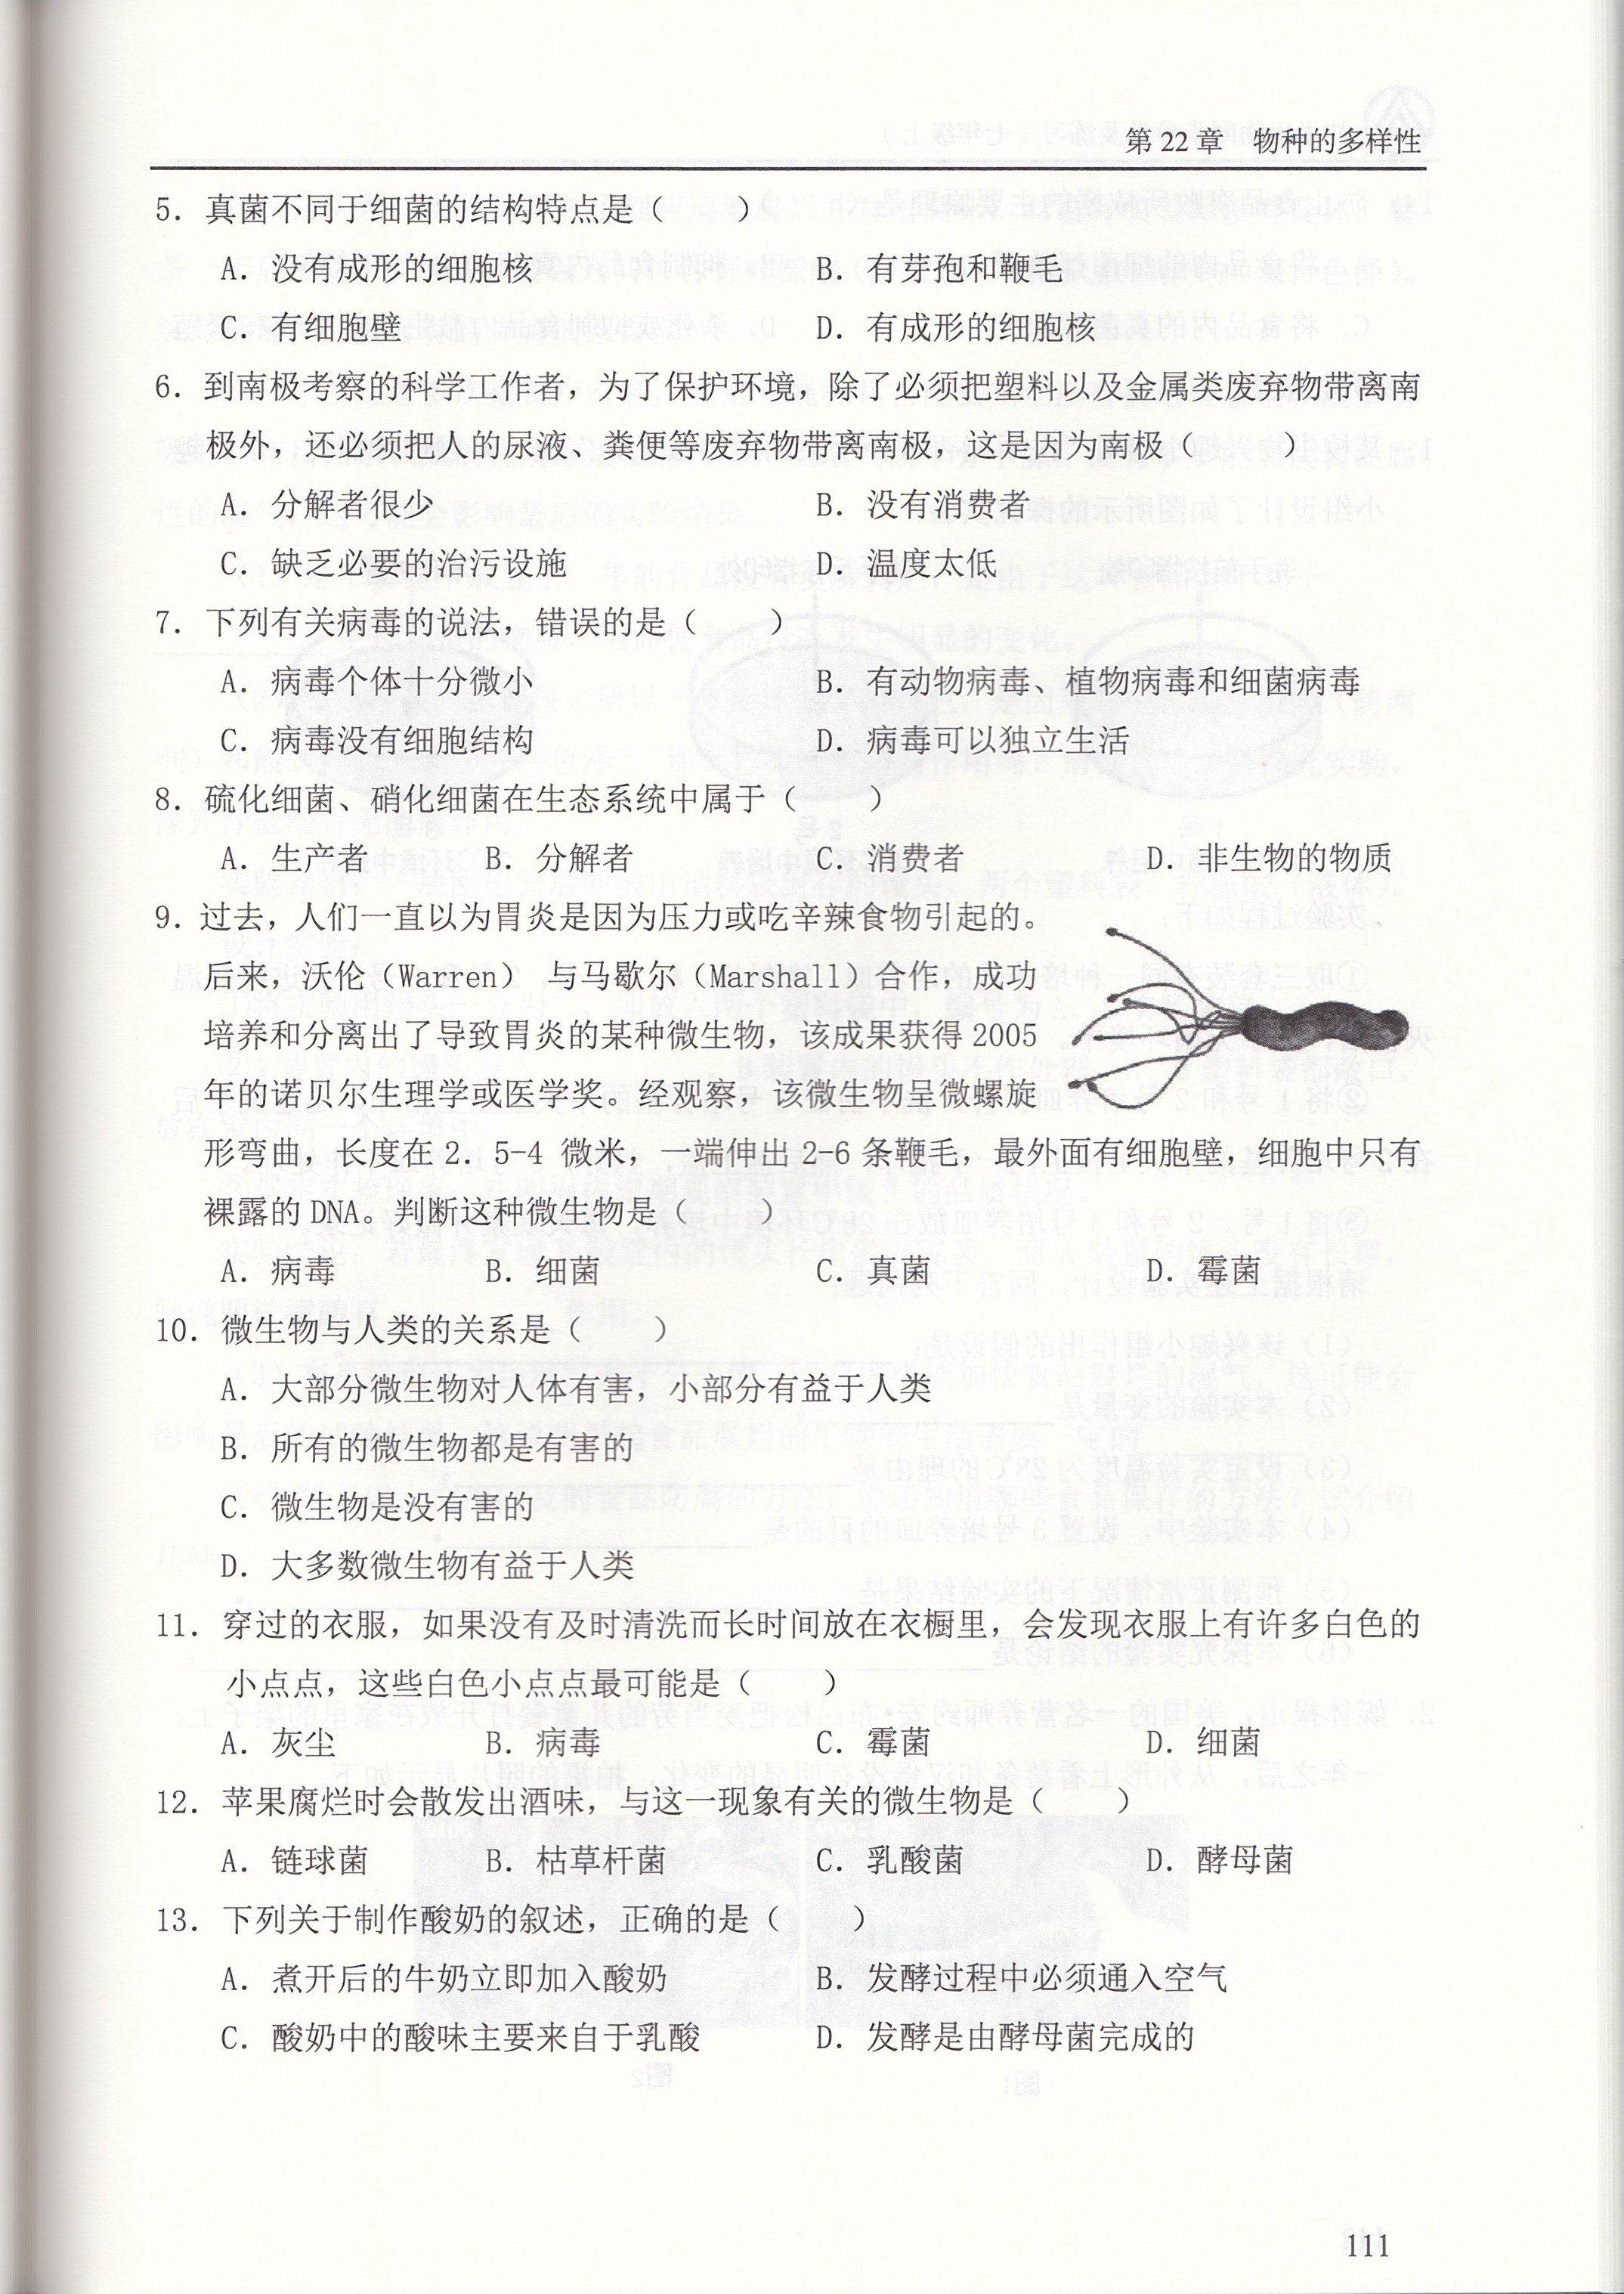 第 22 章　物种的多样性
5. 真菌不同于细菌的结构特点是（　　）
A. 没有成形的细胞核　B. 有芽孢和鞭毛
C. 有细胞壁　D. 有成形的细胞核
6. 到南极考察的科学工作者，为了保护环境，除了必须把塑料以及金属类废弃物带离南
极外，还必须把人的尿液、粪便等废弃物带离南极，这是因为南极（　　）
A. 分解者很少　B. 没有消费者
C. 缺乏必要的治污设施　D. 温度太低
7. 下列有关病毒的说法，错误的是（　　）
A. 病毒个体十分微小　B. 有动物病毒、植物病毒和细菌病毒
C. 病毒没有细胞结构　D. 病毒可以独立生活
8. 硫化细菌、硝化细菌在生态系统中属于（　　）
A. 生产者　B. 分解者　C. 消费者　D. 非生物的物质
9. 过去，人们一直以为胃炎是因为压力或吃辛辣食物引起的。
后来，沃伦（Warren） 与马歇尔（Marshall）合作，成功
培养和分离出了导致胃炎的某种微生物，该成果获得 2005
年的诺贝尔生理学或医学奖。经观察，该微生物呈微螺旋
形弯曲，长度在 2. 5-4 微米，一端伸出 2-6 条鞭毛，最外面有细胞壁，细胞中只有
裸露的 DNA。判断这种微生物是（　　）
A. 病毒　B. 细菌　C. 真菌　D. 霉菌
10. 微生物与人类的关系是（　　）
A. 大部分微生物对人体有害，小部分有益于人类
B. 所有的微生物都是有害的
C. 微生物是没有害的
D. 大多数微生物有益于人类
11. 穿过的衣服，如果没有及时清洗而长时间放在衣橱里，会发现衣服上有许多白色的
小点点，这些白色小点点最可能是（　　）
A. 灰尘　B. 病毒　C. 霉菌　D. 细菌
12. 苹果腐烂时会散发出酒味，与这一现象有关的微生物是（　　）
A. 链球菌　B. 枯草杆菌　C. 乳酸菌　D. 酵母菌
13. 下列关于制作酸奶的叙述，正确的是（　　）
A. 煮开后的牛奶立即加入酸奶　B. 发酵过程中必须通入空气
C. 酸奶中的酸味主要来自于乳酸　D. 发酵是由酵母菌完成的
111